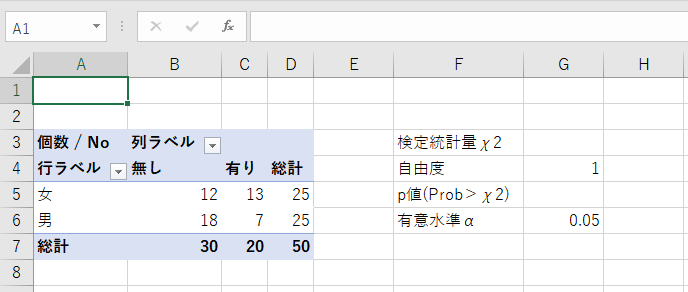 A1 fx
A B C D E F G H
1
2
3 個数 / No 列ラベル 検定統計量χ2
4 行ラベル 無し 有り 総計 自由度 1
5 女 12 13 25 p値(Prob>χ2)
6 男 18 7 25 有意水準α 0.05
7 総計 30 20 50
8